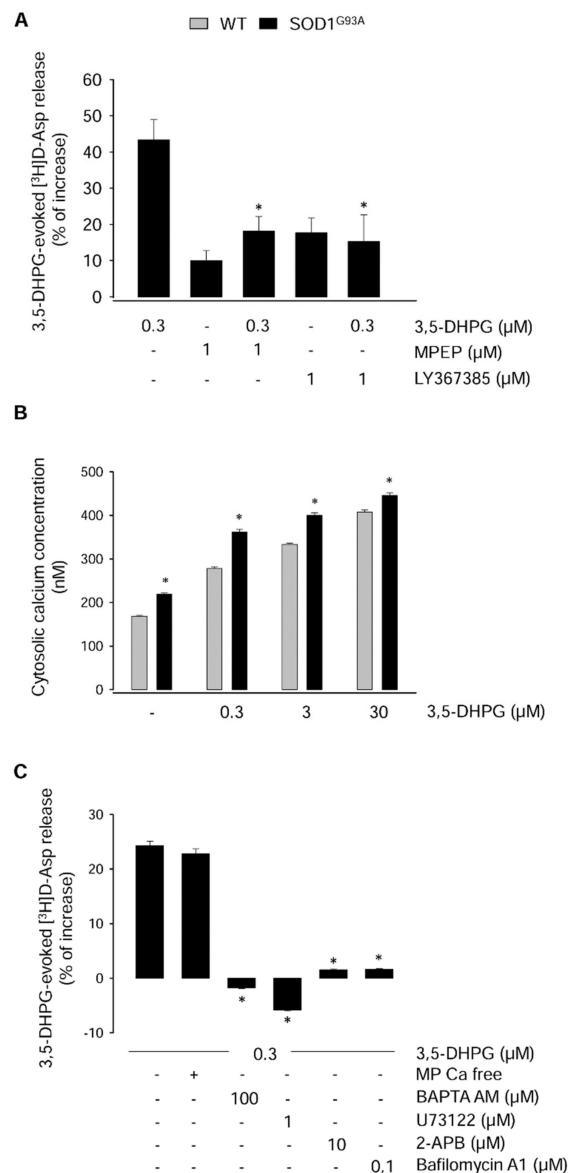 A
WT SOD1G93A
3,5-DHPG-evoked [³H]D-Asp release
(% of increase)
60
50
40
30
20
10
0
*
*
0.3 - 0.3 - 0.3 3,5-DHPG (µM)
- 1 1 - - MPEP (µM)
- - - 1 1 LY367385 (µM)
B
Cytosolic calcium concentration
(nM)
500
400
300
200
100
0
*
*
*
*
- 0.3 3 30 3,5-DHPG (µM)
C
3,5-DHPG-evoked [³H]D-Asp release
(% of increase)
30
20
10
0
-10
*
*
*
*
0.3 3,5-DHPG (µM)
- + - - - - MP Ca free
- - 100 - - - BAPTA AM (µM)
- - - 1 - - U73122 (µM)
- - - - 10 - 2-APB (µM)
- - - - - 0,1 Bafilomycin A1 (µM)